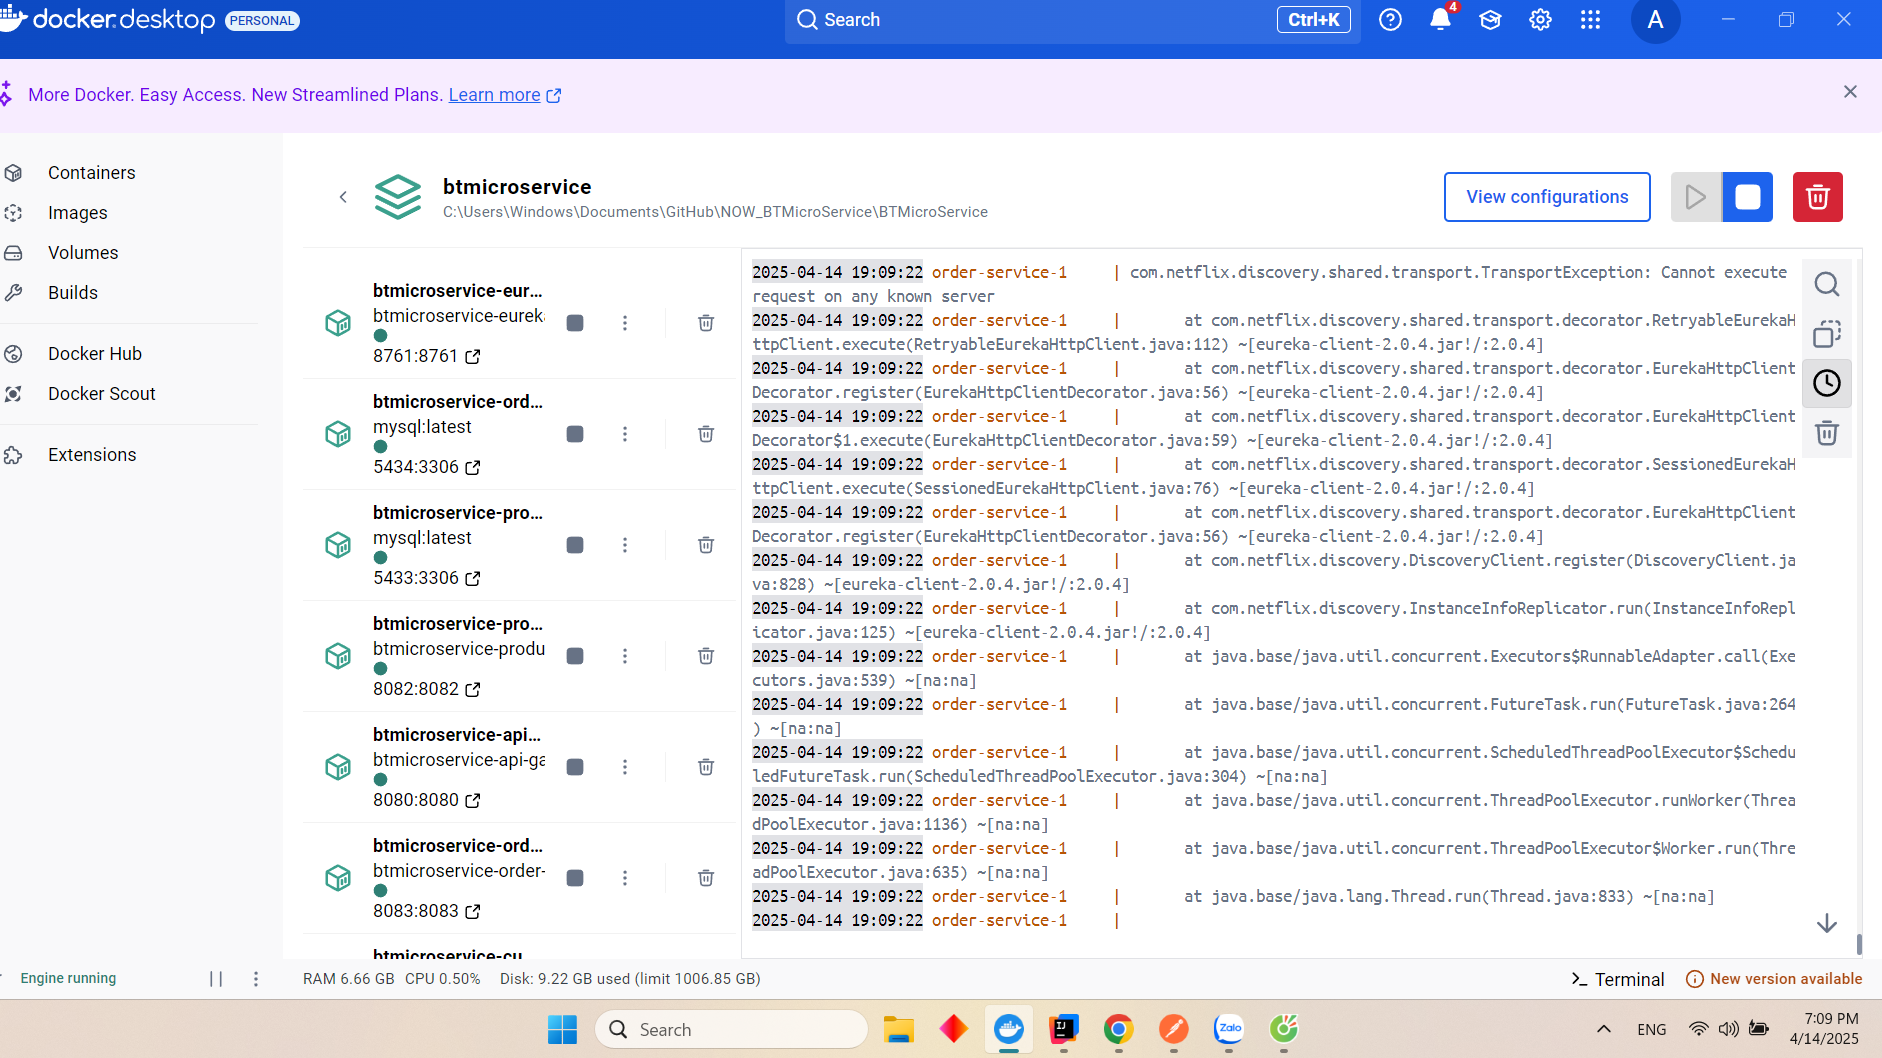 docker.desktop PERSONAL
Search
Ctrl+K
4
A
More Docker. Easy Access. New Streamlined Plans. Learn more
Containers
Images
Volumes
Builds
Docker Hub
Docker Scout
Extensions
btmicroservice
C:\Users\Windows\Documents\GitHub\NOW_BTMicroService\BTMicroService
View configurations
btmicroservice-eur...
btmicroservice-eurek
8761:8761
btmicroservice-ord...
mysql:latest
5434:3306
btmicroservice-pro...
mysql:latest
5433:3306
btmicroservice-pro...
btmicroservice-produ
8082:8082
btmicroservice-api...
btmicroservice-api-ga
8080:8080
btmicroservice-ord...
btmicroservice-order-
8083:8083
btmicroservice-cu
2025-04-14 19:09:22 order-service-1 | com.netflix.discovery.shared.transport.TransportException: Cannot execute
request on any known server
2025-04-14 19:09:22 order-service-1 | at com.netflix.discovery.shared.transport.decorator.RetryableEurekaH
ttpClient.execute(RetryableEurekaHttpClient.java:112) ~[eureka-client-2.0.4.jar!/:2.0.4]
2025-04-14 19:09:22 order-service-1 | at com.netflix.discovery.shared.transport.decorator.EurekaHttpClient
Decorator.register(EurekaHttpClientDecorator.java:56) ~[eureka-client-2.0.4.jar!/:2.0.4]
2025-04-14 19:09:22 order-service-1 | at com.netflix.discovery.shared.transport.decorator.EurekaHttpClient
Decorator$1.execute(EurekaHttpClientDecorator.java:59) ~[eureka-client-2.0.4.jar!/:2.0.4]
2025-04-14 19:09:22 order-service-1 | at com.netflix.discovery.shared.transport.decorator.SessionedEurekaH
ttpClient.execute(SessionedEurekaHttpClient.java:76) ~[eureka-client-2.0.4.jar!/:2.0.4]
2025-04-14 19:09:22 order-service-1 | at com.netflix.discovery.shared.transport.decorator.EurekaHttpClient
Decorator.register(EurekaHttpClientDecorator.java:56) ~[eureka-client-2.0.4.jar!/:2.0.4]
2025-04-14 19:09:22 order-service-1 | at com.netflix.discovery.DiscoveryClient.register(DiscoveryClient.ja
va:828) ~[eureka-client-2.0.4.jar!/:2.0.4]
2025-04-14 19:09:22 order-service-1 | at com.netflix.discovery.InstanceInfoReplicator.run(InstanceInfoRepl
icator.java:125) ~[eureka-client-2.0.4.jar!/:2.0.4]
2025-04-14 19:09:22 order-service-1 | at java.base/java.util.concurrent.Executors$RunnableAdapter.call(Exe
cutors.java:539) ~[na:na]
2025-04-14 19:09:22 order-service-1 | at java.base/java.util.concurrent.FutureTask.run(FutureTask.java:264
) ~[na:na]
2025-04-14 19:09:22 order-service-1 | at java.base/java.util.concurrent.ScheduledThreadPoolExecutor$Schedu
ledFutureTask.run(ScheduledThreadPoolExecutor.java:304) ~[na:na]
2025-04-14 19:09:22 order-service-1 | at java.base/java.util.concurrent.ThreadPoolExecutor.runWorker(Threa
dPoolExecutor.java:1136) ~[na:na]
2025-04-14 19:09:22 order-service-1 | at java.base/java.util.concurrent.ThreadPoolExecutor$Worker.run(Thre
adPoolExecutor.java:635) ~[na:na]
2025-04-14 19:09:22 order-service-1 | at java.base/java.lang.Thread.run(Thread.java:833) ~[na:na]
2025-04-14 19:09:22 order-service-1 |
Engine running
RAM 6.66 GB CPU 0.50% Disk: 9.22 GB used (limit 1006.85 GB)
Terminal
New version available
Search
IJ
Zalo
ENG
7:09 PM
4/14/2025